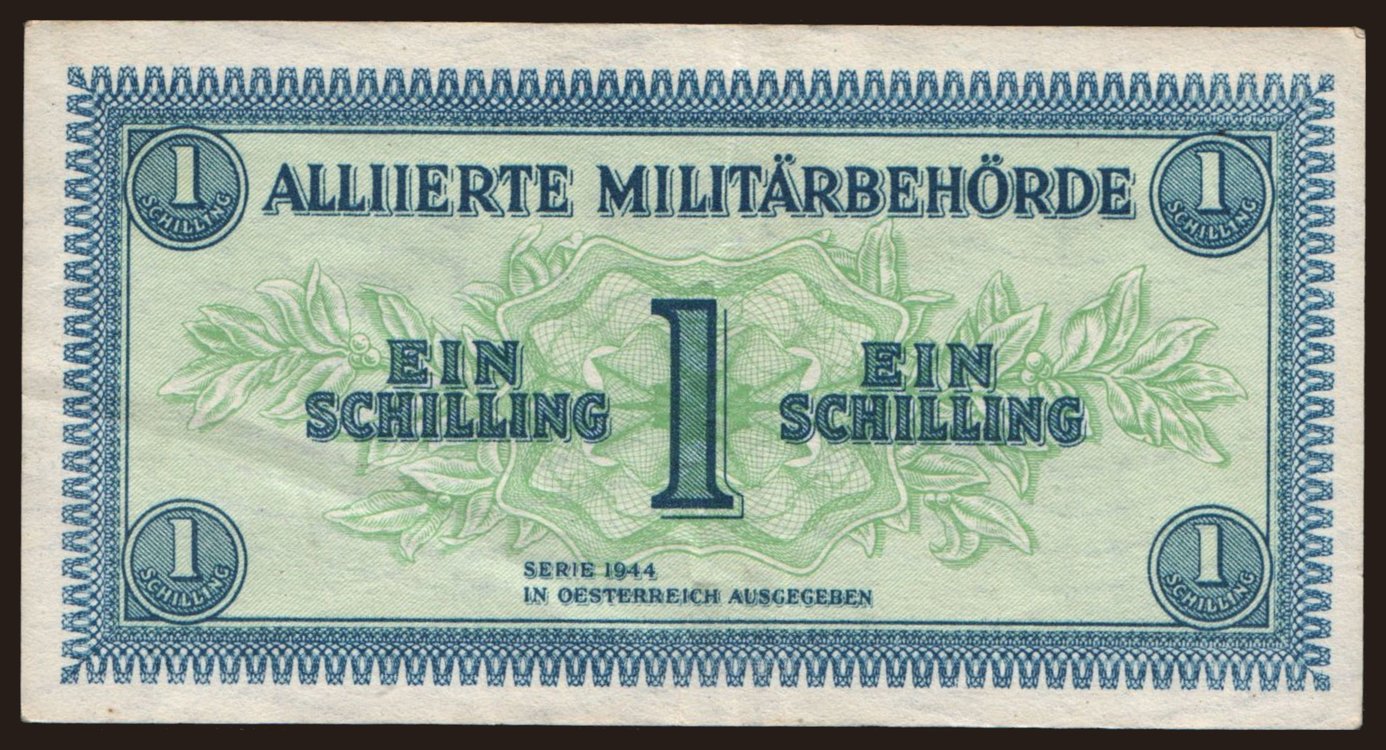 1 SCHILLING
ALLIIERTE MILITÄRBEHÖRDE
1 SCHILLING
EIN SCHILLING
1
EIN SCHILLING
1 SCHILLING
SERIE 1944
IN OESTERREICH AUSGEGEBEN
1 SCHILLING